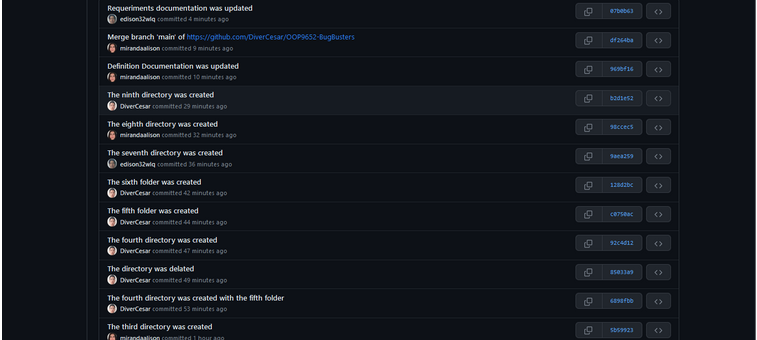 Requeriments documentation was updated
edison32wlq committed 4 minutes ago
07b0b63
Merge branch 'main' of https://github.com/DiverCesar/OOP9652-BugBusters
mirandaalison committed 9 minutes ago
df264ba
Definition Documentation was updated
mirandaalison committed 10 minutes ago
969bf16
The ninth directory was created
DiverCesar committed 29 minutes ago
b2d1e52
The eighth directory was created
mirandaalison committed 32 minutes ago
98ccec5
The seventh directory was created
edison32wlq committed 36 minutes ago
9aea259
The sixth folder was created
DiverCesar committed 42 minutes ago
128d2bc
The fifth folder was created
DiverCesar committed 44 minutes ago
c0750ac
The fourth directory was created
DiverCesar committed 47 minutes ago
92c4d12
The directory was delated
DiverCesar committed 49 minutes ago
85033a9
The fourth directory was created with the fifth folder
DiverCesar committed 53 minutes ago
6898fbb
The third directory was created
mirandaalison committed 1 hour ago
5b59923